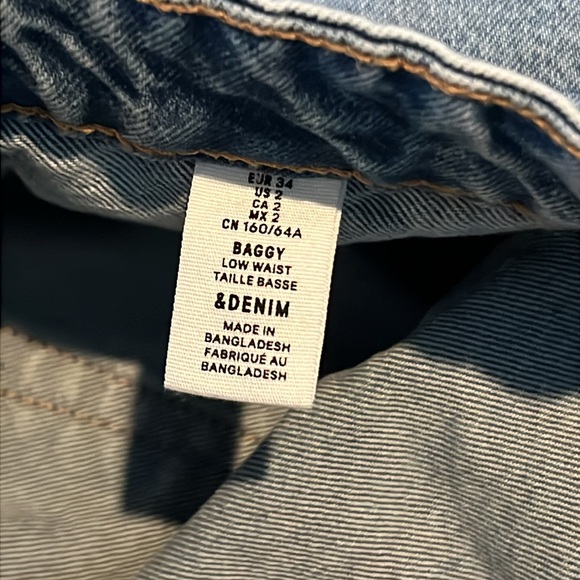 EUR 34
US 2
CA 2
MX 2
CN 160/64A
BAGGY
LOW WAIST
TAILLE BASSE
&DENIM
MADE IN
BANGLADESH
FABRIQUÉ AU
BANGLADESH